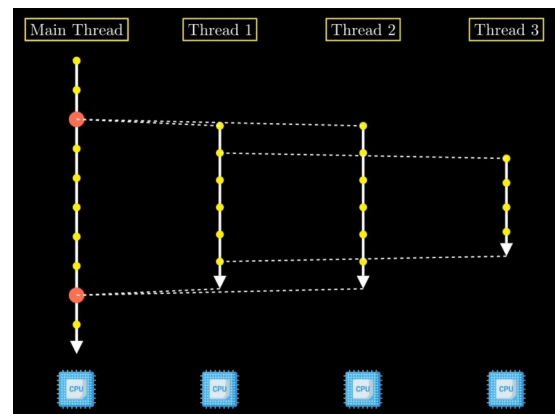 Main Thread
Thread 1
Thread 2
Thread 3
CPU
CPU
CPU
CPU